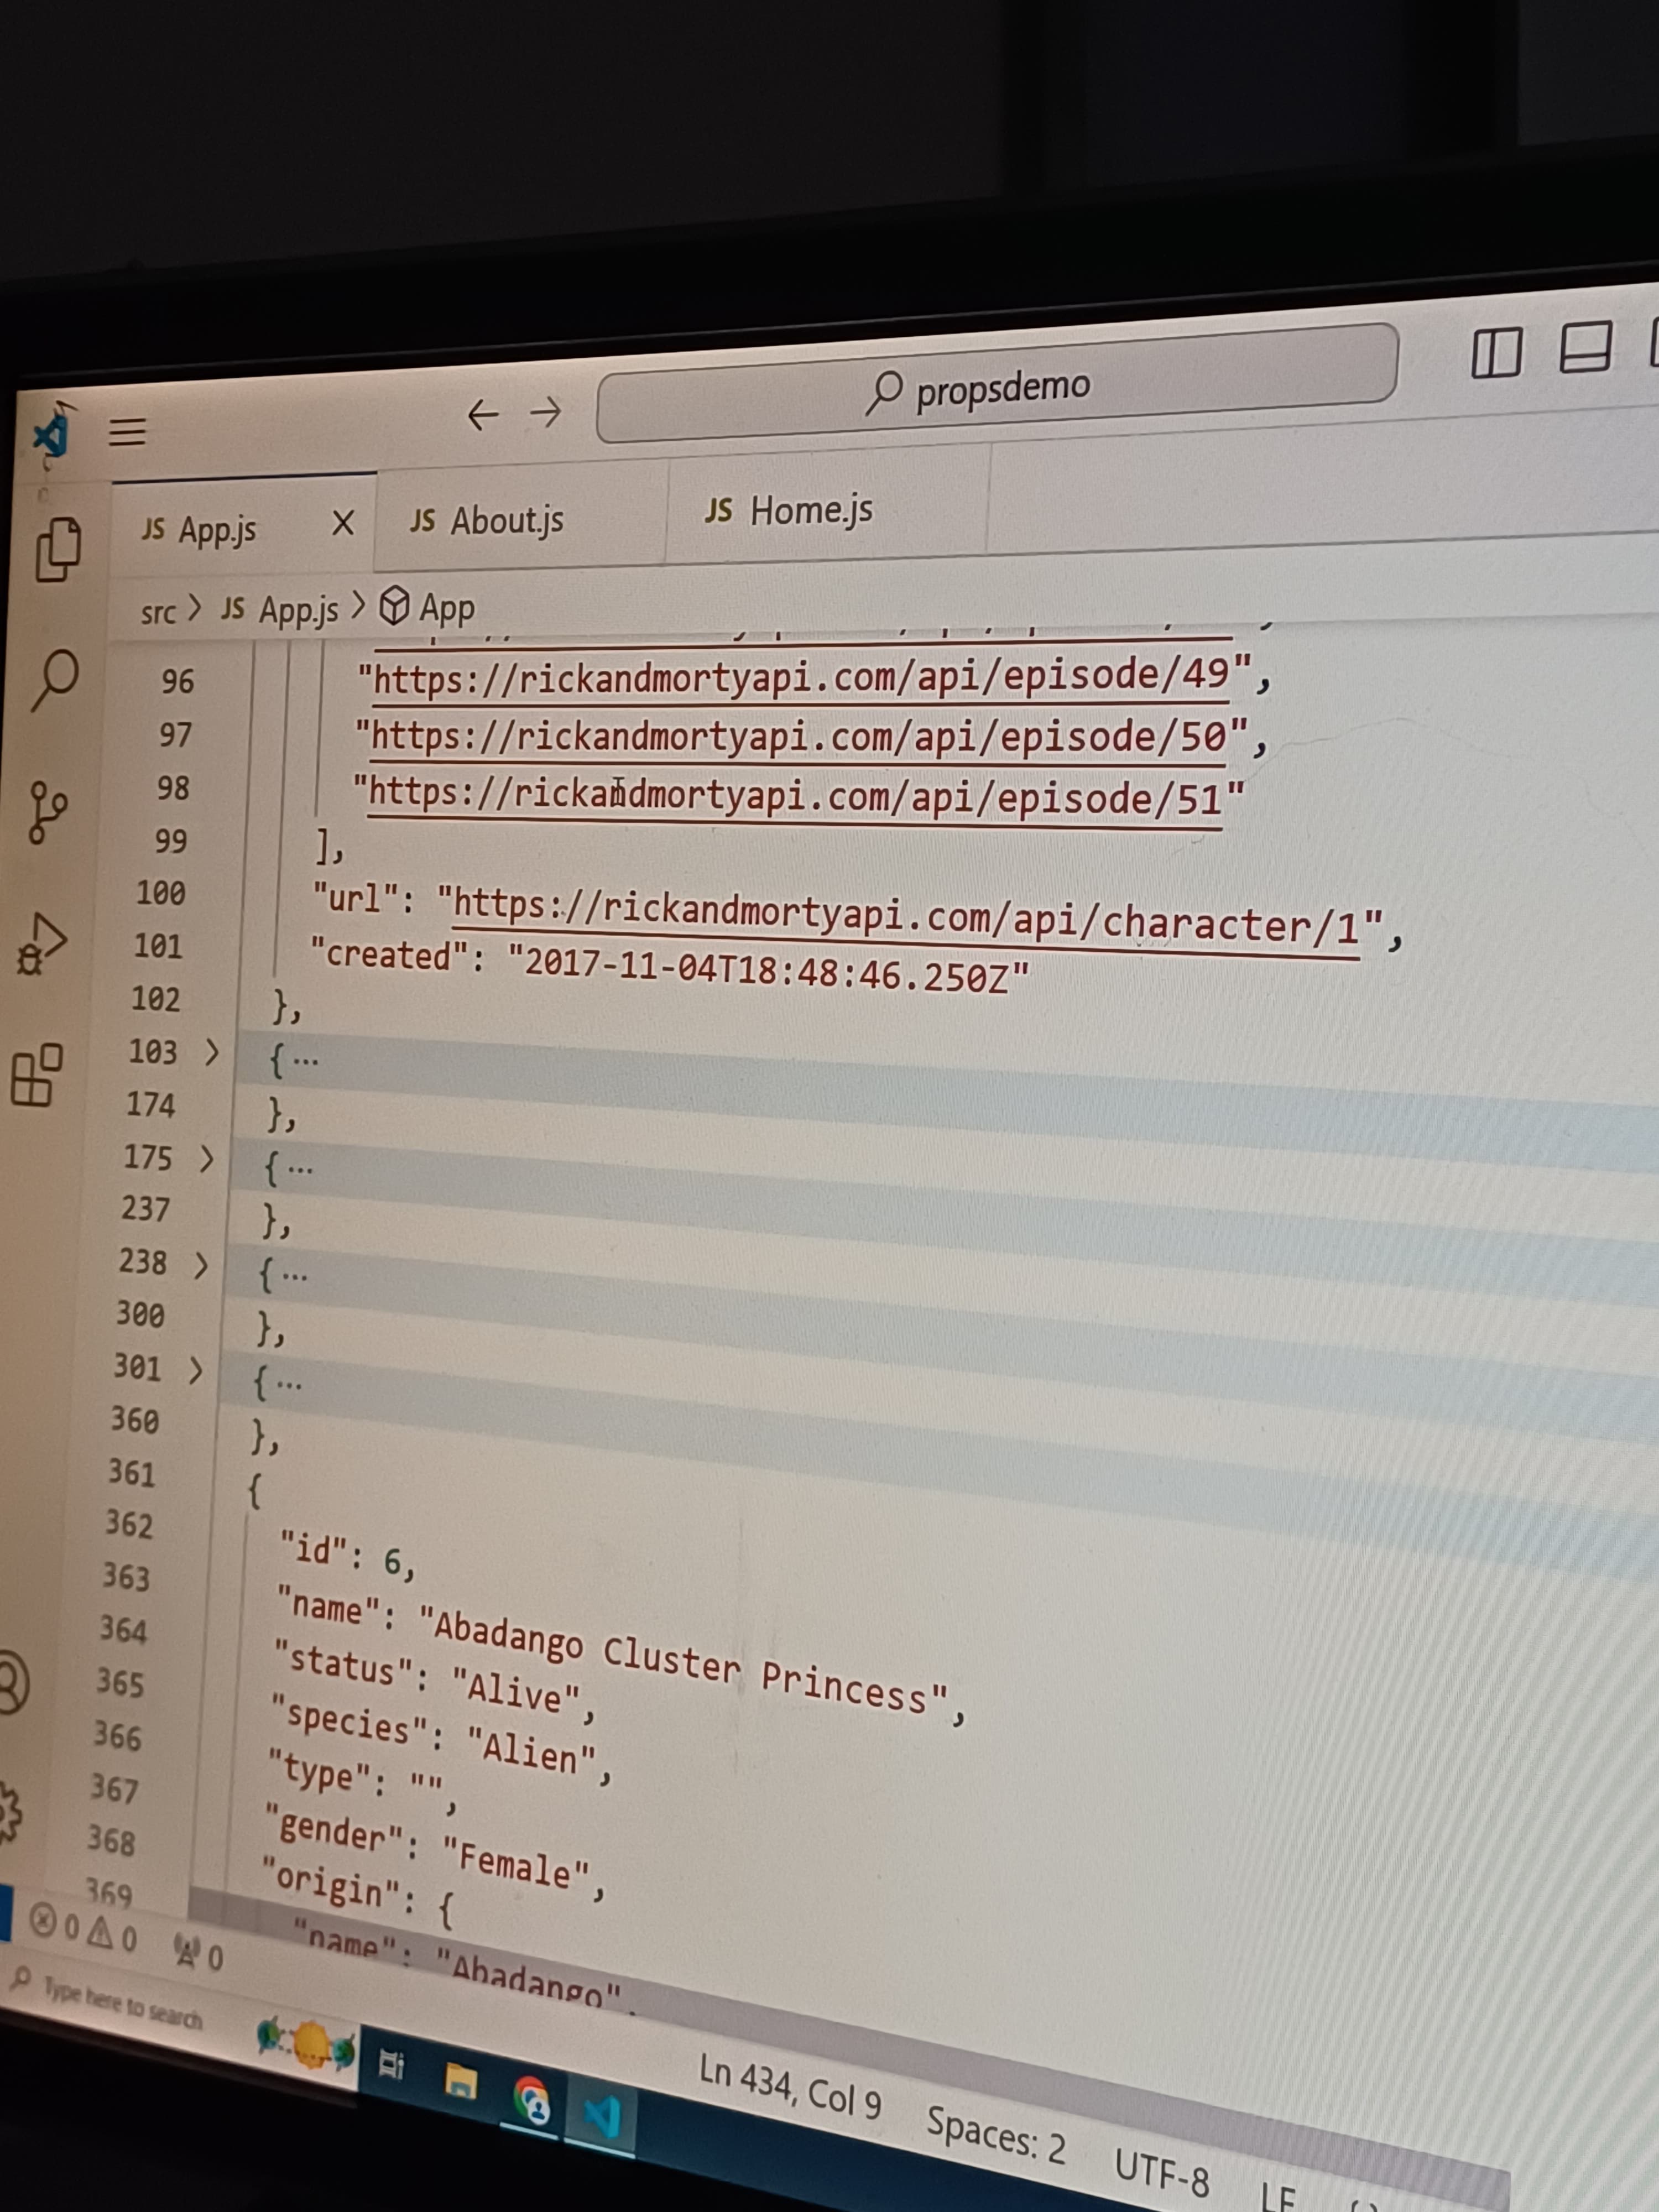 propsdemo
JS App.js X JS About.js JS Home.js
src > JS App.js > App
96 "https://rickandmortyapi.com/api/episode/49",
97 "https://rickandmortyapi.com/api/episode/50",
98 "https://rickandmortyapi.com/api/episode/51"
99 ],
100 "url": "https://rickandmortyapi.com/api/character/1",
101 "created": "2017-11-04T18:48:46.250Z"
102 },
103 > {...
174 },
175 > {...
237 },
238 > {...
300 },
301 > {...
360 },
361 {
362 "id": 6,
363 "name": "Abadango Cluster Princess",
364 "status": "Alive",
365 "species": "Alien",
366 "type": "",
367 "gender": "Female",
368 "origin": {
369 "name": "Abadango",
0 0 0 Ln 434, Col 9 Spaces: 2 UTF-8 LF
Type here to search